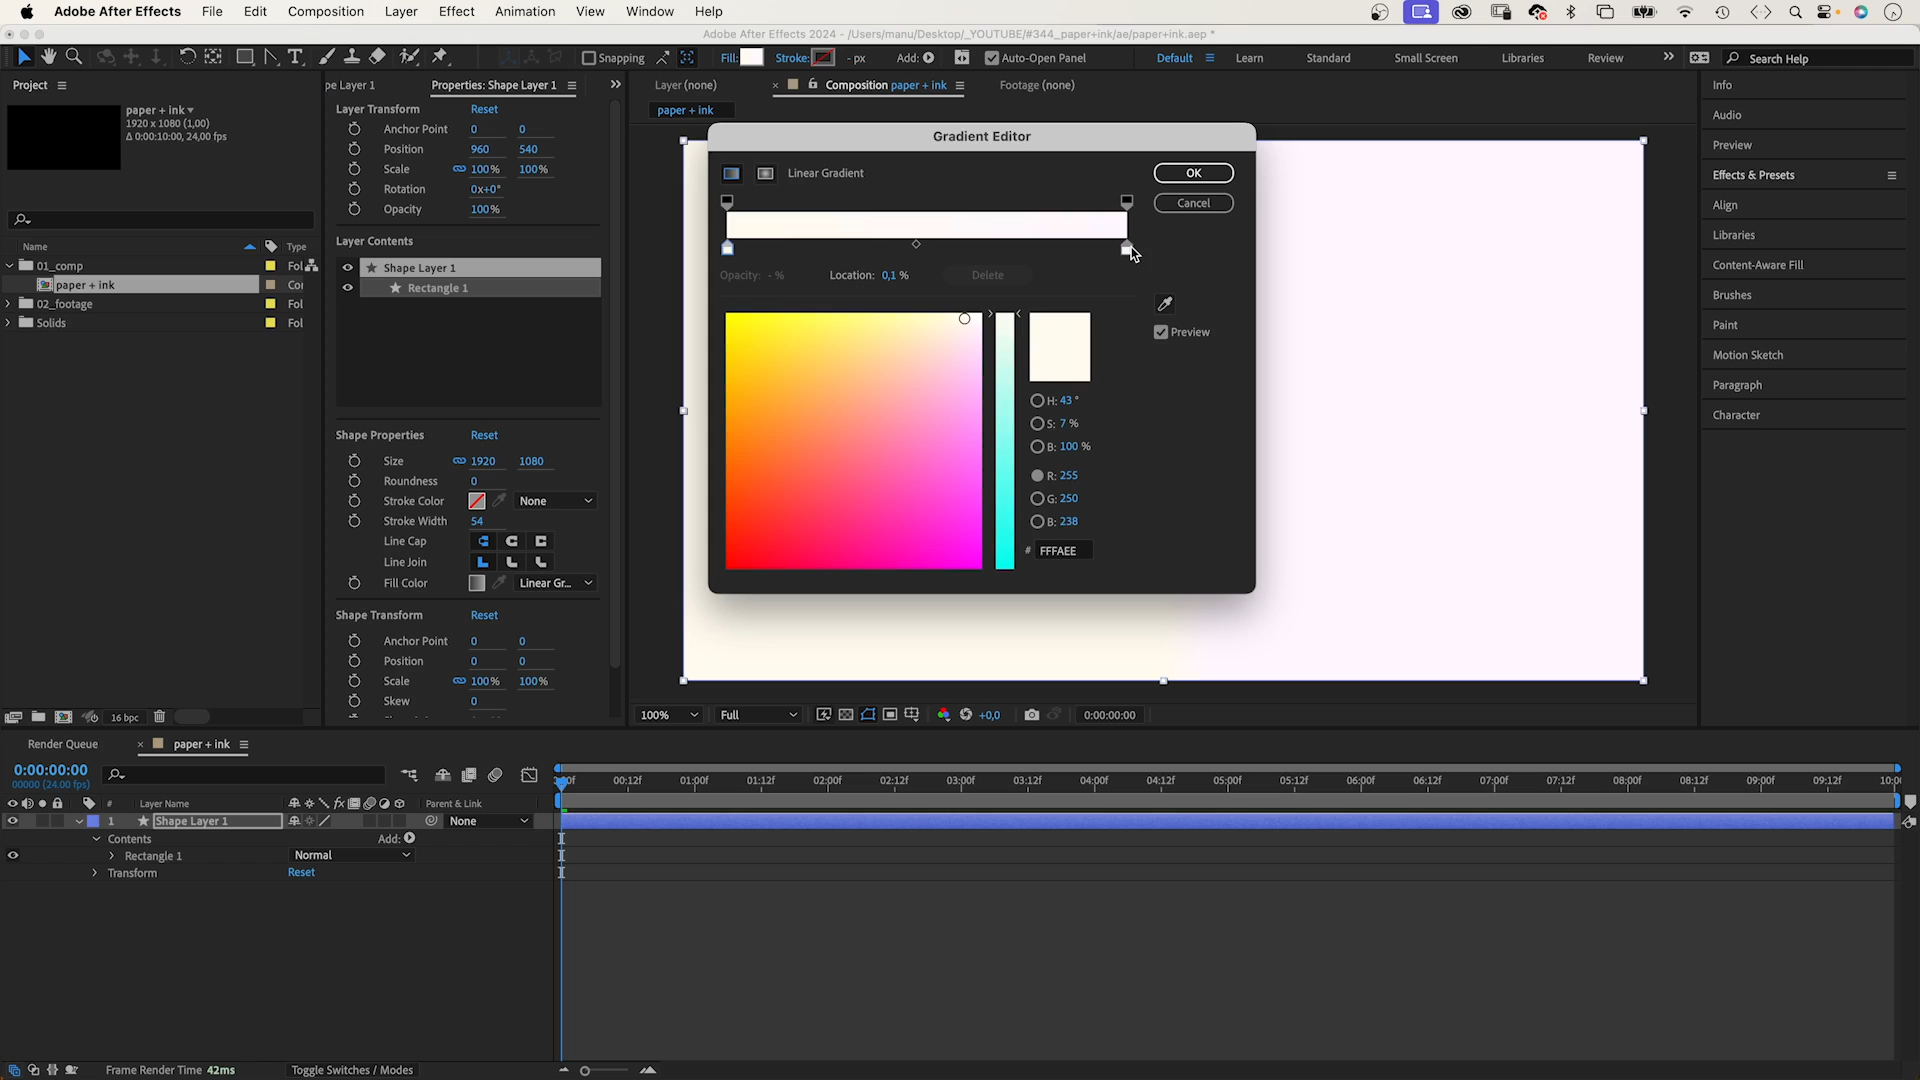 Adobe After Effects File Edit Composition Layer Effect Animation View Window Help
Adobe After Effects 2024 - /Users/manu/Desktop/_YOUTUBE/#344_paper+ink/ae/paper+ink.aep *
Snapping Fill: Stroke: - px Add: Auto-Open Panel Default Learn Standard Small Screen Libraries Review Search Help
Project
paper + ink
1920 x 1080 (1,00)
Δ 0:00:10:00, 24,00 fps
Name Type
01_comp Fol
paper + ink Co
02_footage Fol
Solids Fol
16 bpc
pe Layer 1 Properties: Shape Layer 1
Layer Transform Reset
Anchor Point 0 0
Position 960 540
Scale 100% 100%
Rotation 0x+0°
Opacity 100%
Layer Contents
Shape Layer 1
Rectangle 1
Shape Properties Reset
Size 1920 1080
Roundness 0
Stroke Color None
Stroke Width 54
Line Cap
Line Join
Fill Color Linear Gr...
Shape Transform Reset
Anchor Point 0 0
Position 0 0
Scale 100% 100%
Skew 0
Layer (none) Composition paper + ink Footage (none)
paper + ink
Gradient Editor
Linear Gradient
OK
Cancel
Opacity: - % Location: 0,1 % Delete
Preview
H: 43 °
S: 7 %
B: 100 %
R: 255
G: 250
B: 238
# FFFAEE
100% Full +0,0 0:00:00:00
Info
Audio
Preview
Effects & Presets
Align
Libraries
Content-Aware Fill
Brushes
Paint
Motion Sketch
Paragraph
Character
Render Queue paper + ink
0:00:00:00
00000 (24.00 fps)
00:12f 01:00f 01:12f 02:00f 02:12f 03:00f 03:12f 04:00f 04:12f 05:00f 05:12f 06:00f 06:12f 07:00f 07:12f 08:00f 08:12f 09:00f 09:12f 10:0
# Layer Name fx Parent & Link
1 Shape Layer 1 None
Contents Add:
Rectangle 1 Normal
Transform Reset
Frame Render Time 42ms Toggle Switches / Modes